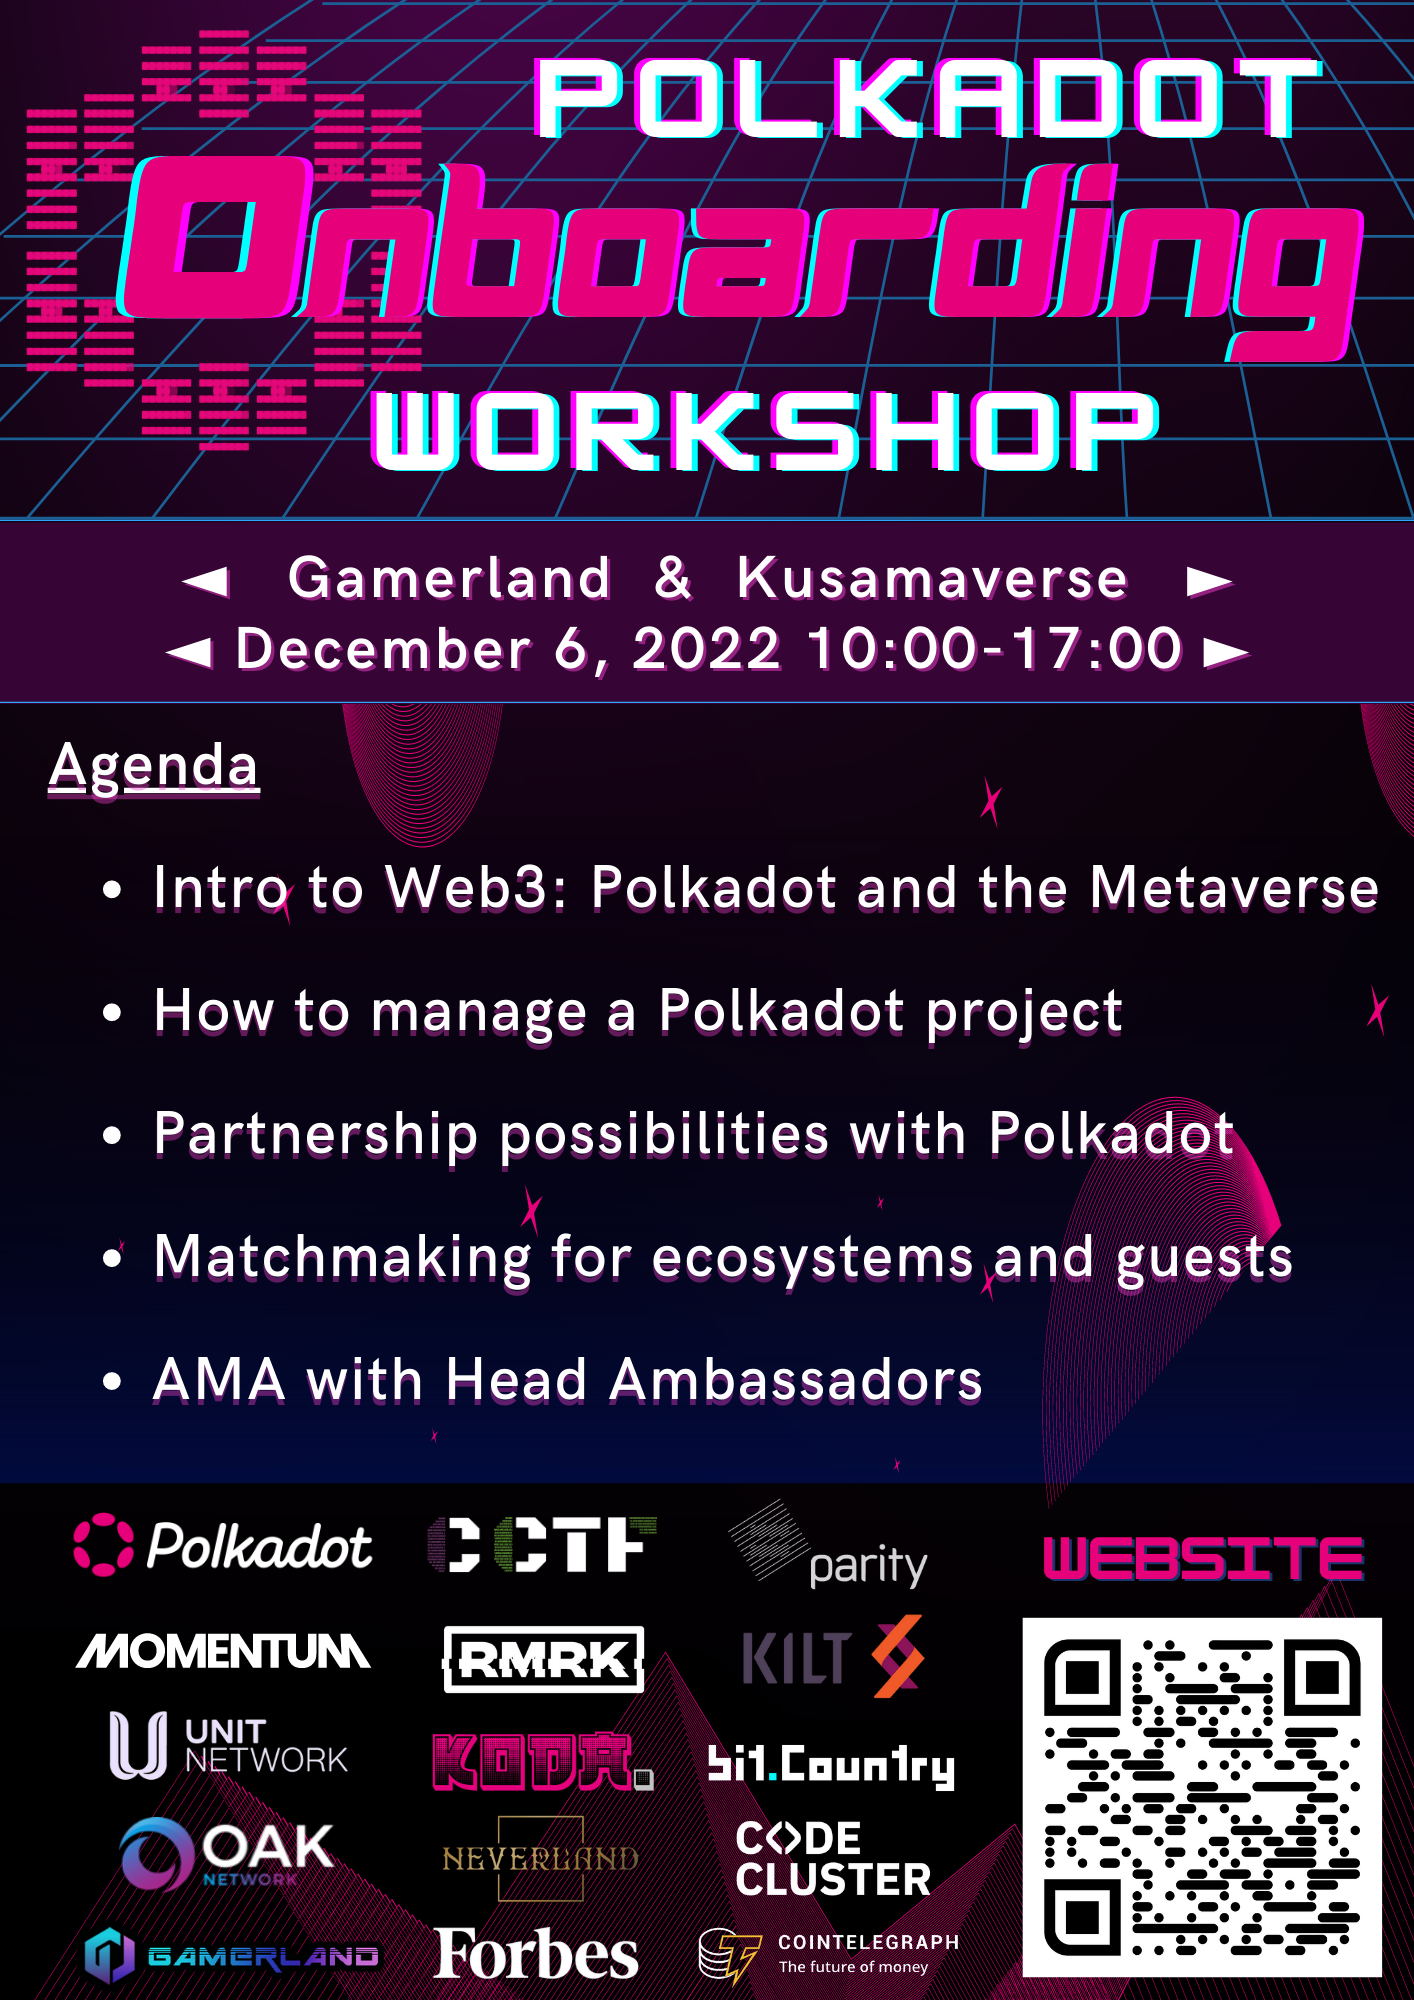 POLKADOT
Onboarding
WORKSHOP
◄ Gamerland & Kusamaverse ►
◄ December 6, 2022 10:00-17:00 ►
Agenda
• Intro to Web3: Polkadot and the Metaverse
• How to manage a Polkadot project
• Partnership possibilities with Polkadot
• Matchmaking for ecosystems and guests
• AMA with Head Ambassadors
Polkadot
CCTF
parity
WEBSITE
MOMENTUM
RMRK
KILT
UNIT
NETWORK
KODA.
bit.Country
OAK
NETWORK
NEVERLAND
C<>DE
CLUSTER
GAMERLAND
Forbes
COINTELEGRAPH
The future of money